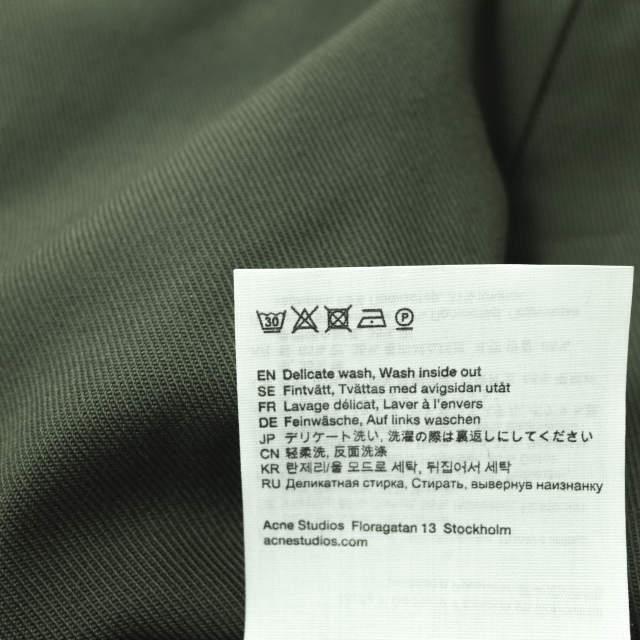 30 P
EN Delicate wash, Wash inside out
SE Fintvätt, Tvättas med avigsidan utåt
FR Lavage délicat, Laver à l'envers
DE Feinwäsche, Auf links waschen
JP デリケート洗い, 洗濯の際は裏返しにしてください
CN 轻柔洗, 反面洗涤
KR 란제리/울 모드로 세탁, 뒤집어서 세탁
RU Деликатная стирка, Стирать, вывернув наизнанку
Acne Studios Floragatan 13 Stockholm
acnestudios.com